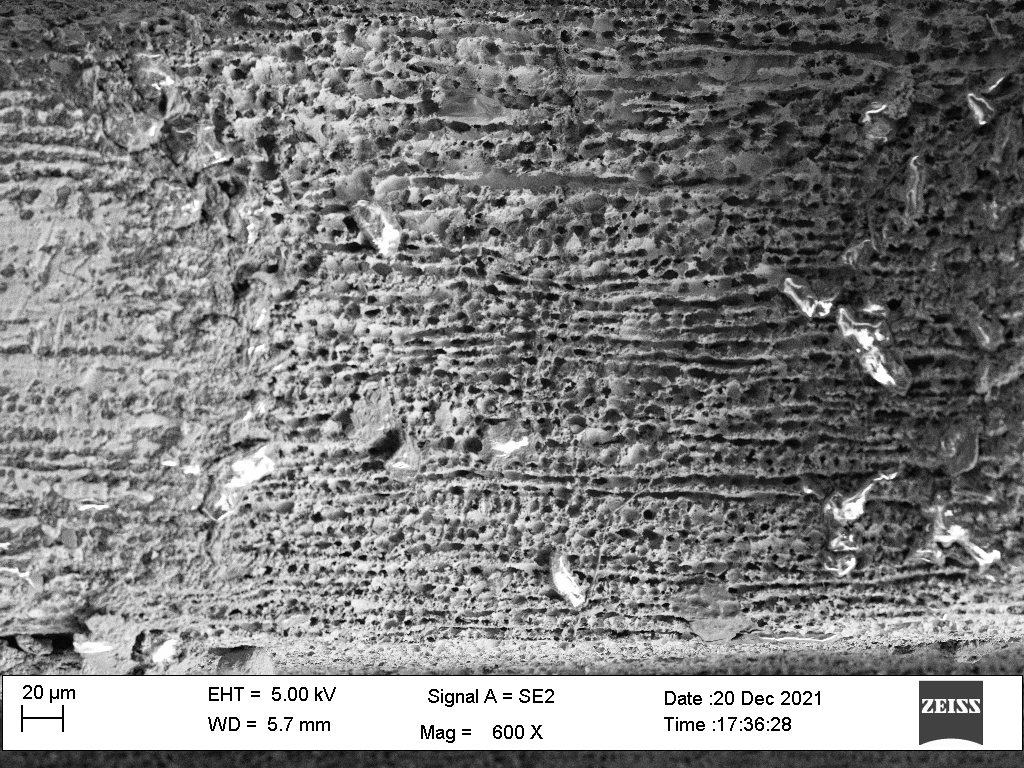 20 µm
EHT = 5.00 kV
WD = 5.7 mm
Signal A = SE2
Mag = 600 X
Date :20 Dec 2021
Time :17:36:28
ZEISS